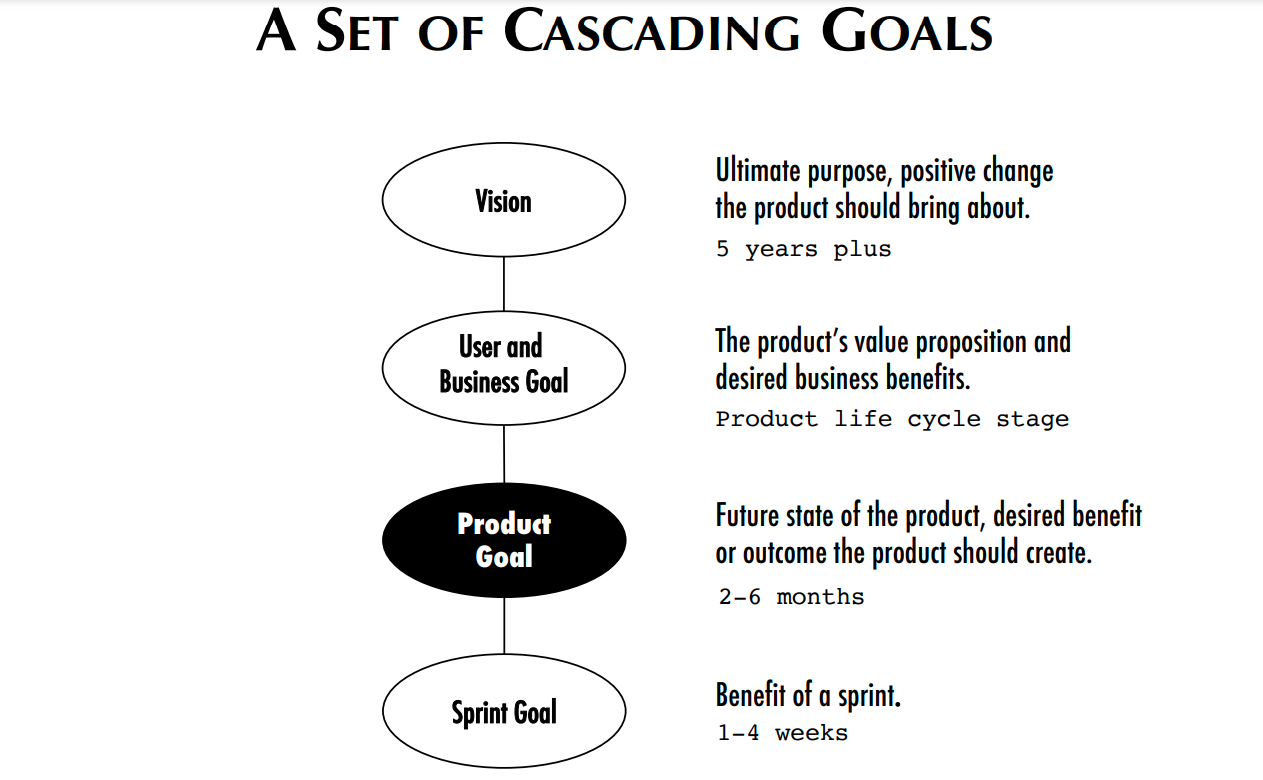 A SET OF CASCADING GOALS
Vision
Ultimate purpose, positive change
the product should bring about.
5 years plus
User and
Business Goal
The product’s value proposition and
desired business benefits.
Product life cycle stage
Product
Goal
Future state of the product, desired benefit
or outcome the product should create.
2-6 months
Sprint Goal
Benefit of a sprint.
1-4 weeks